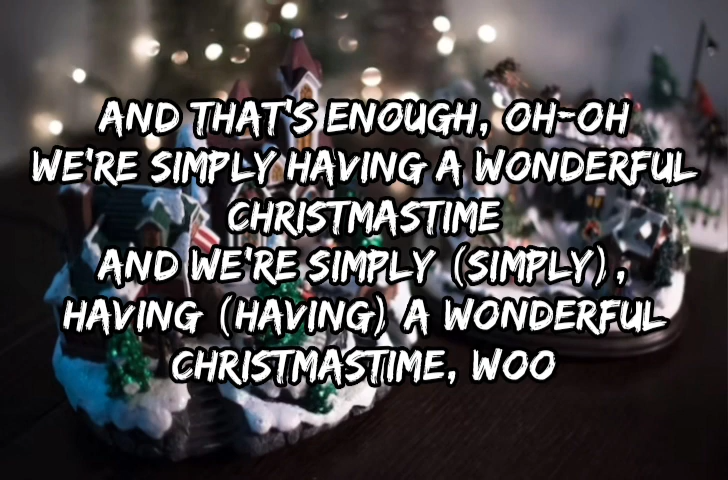 AND THAT'S ENOUGH, OH-OH
WE'RE SIMPLY HAVING A WONDERFUL
CHRISTMASTIME
AND WE'RE SIMPLY (SIMPLY),
HAVING (HAVING) A WONDERFUL
CHRISTMASTIME, WOO